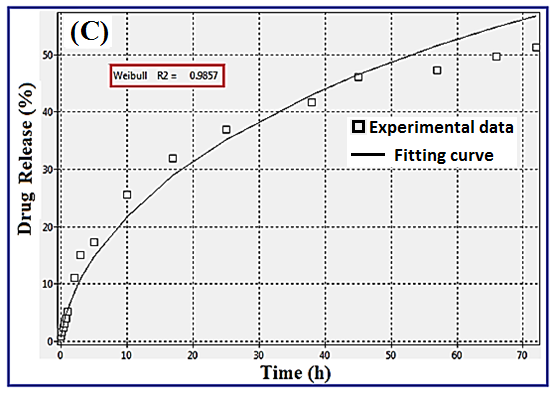 (C)
Weibull R2 = 0.9857
Experimental data
Fitting curve
Drug Release (%)
50
40
30
20
10
0
0 10 20 30 40 50 60 70
Time (h)